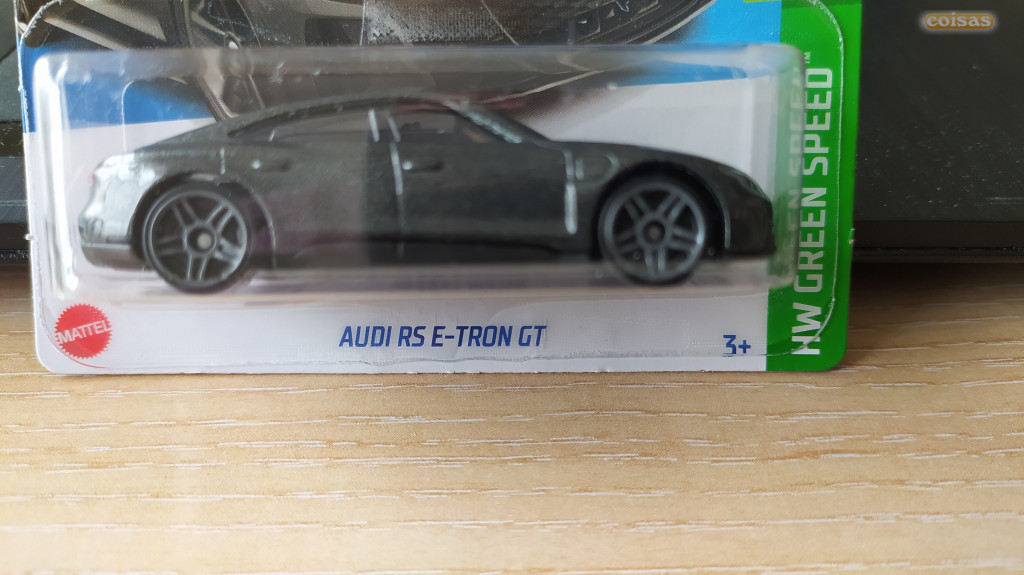 coisas
HW GREEN SPEED™
MATTEL
AUDI RS E-TRON GT
3+